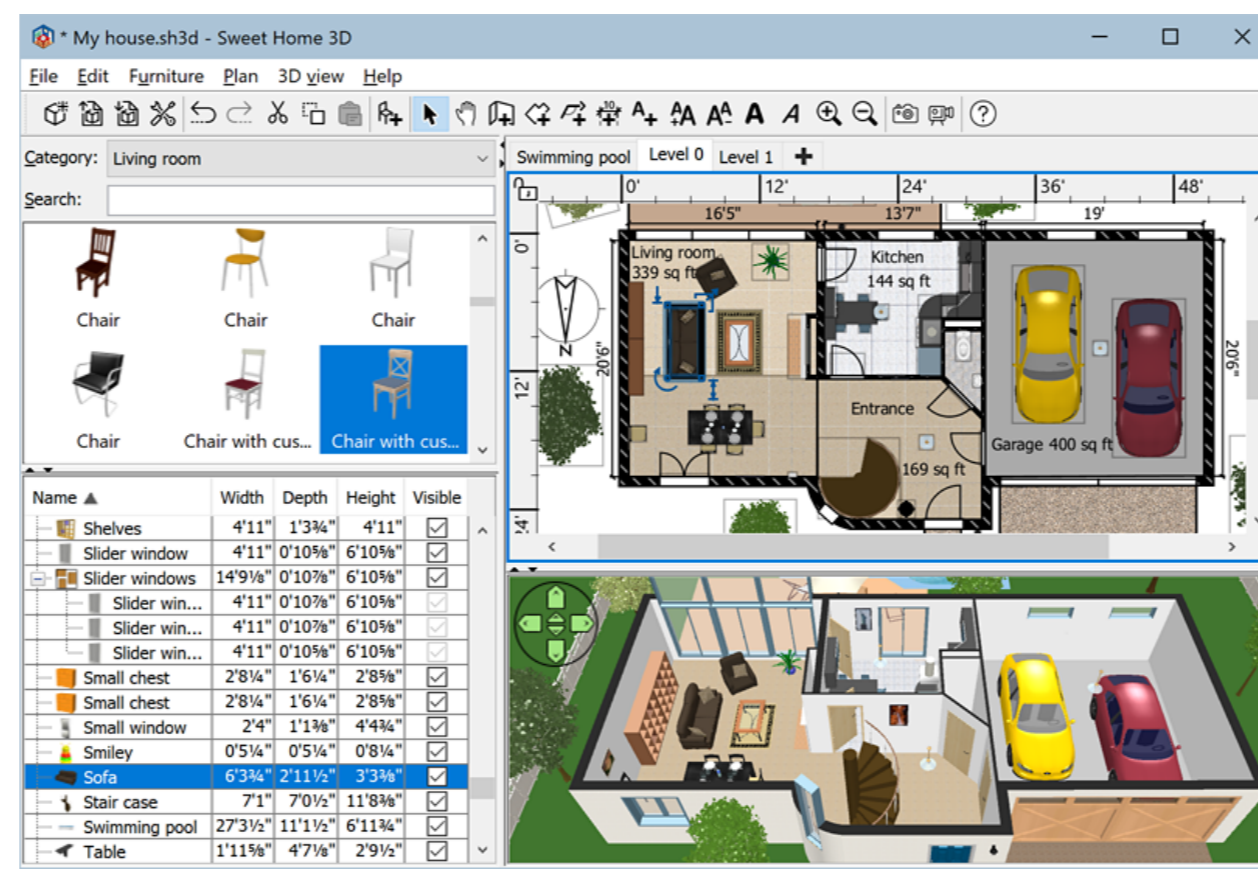 * My house.sh3d - Sweet Home 3D
File Edit Furniture Plan 3D view Help
Category: Living room
Search:
Chair Chair Chair
Chair Chair with cus... Chair with cus...
Name Width Depth Height Visible
Shelves 4'11" 1'3¾" 4'11"
Slider window 4'11" 0'10⅝" 6'10⅝"
Slider windows 14'9⅛" 0'10⅞" 6'10⅝"
Slider win... 4'11" 0'10⅞" 6'10⅝"
Slider win... 4'11" 0'10⅞" 6'10⅝"
Slider win... 4'11" 0'10⅝" 6'10⅝"
Small chest 2'8¼" 1'6¼" 2'8⅝"
Small chest 2'8¼" 1'6¼" 2'8⅝"
Small window 2'4" 1'1⅜" 4'4¾"
Smiley 0'5¼" 0'5¼" 0'8¼"
Sofa 6'3¾" 2'11½" 3'3⅜"
Stair case 7'1" 7'0½" 11'8⅜"
Swimming pool 27'3½" 11'1½" 6'11¾"
Table 1'11⅝" 4'7⅛" 2'9½"
Swimming pool Level 0 Level 1
0' 12' 24' 36' 48'
16'5" 13'7" 19'
0'
12'
24'
Living room
339 sq ft
Kitchen
144 sq ft
N
20'6"
20'6"
Entrance
169 sq ft
Garage 400 sq ft